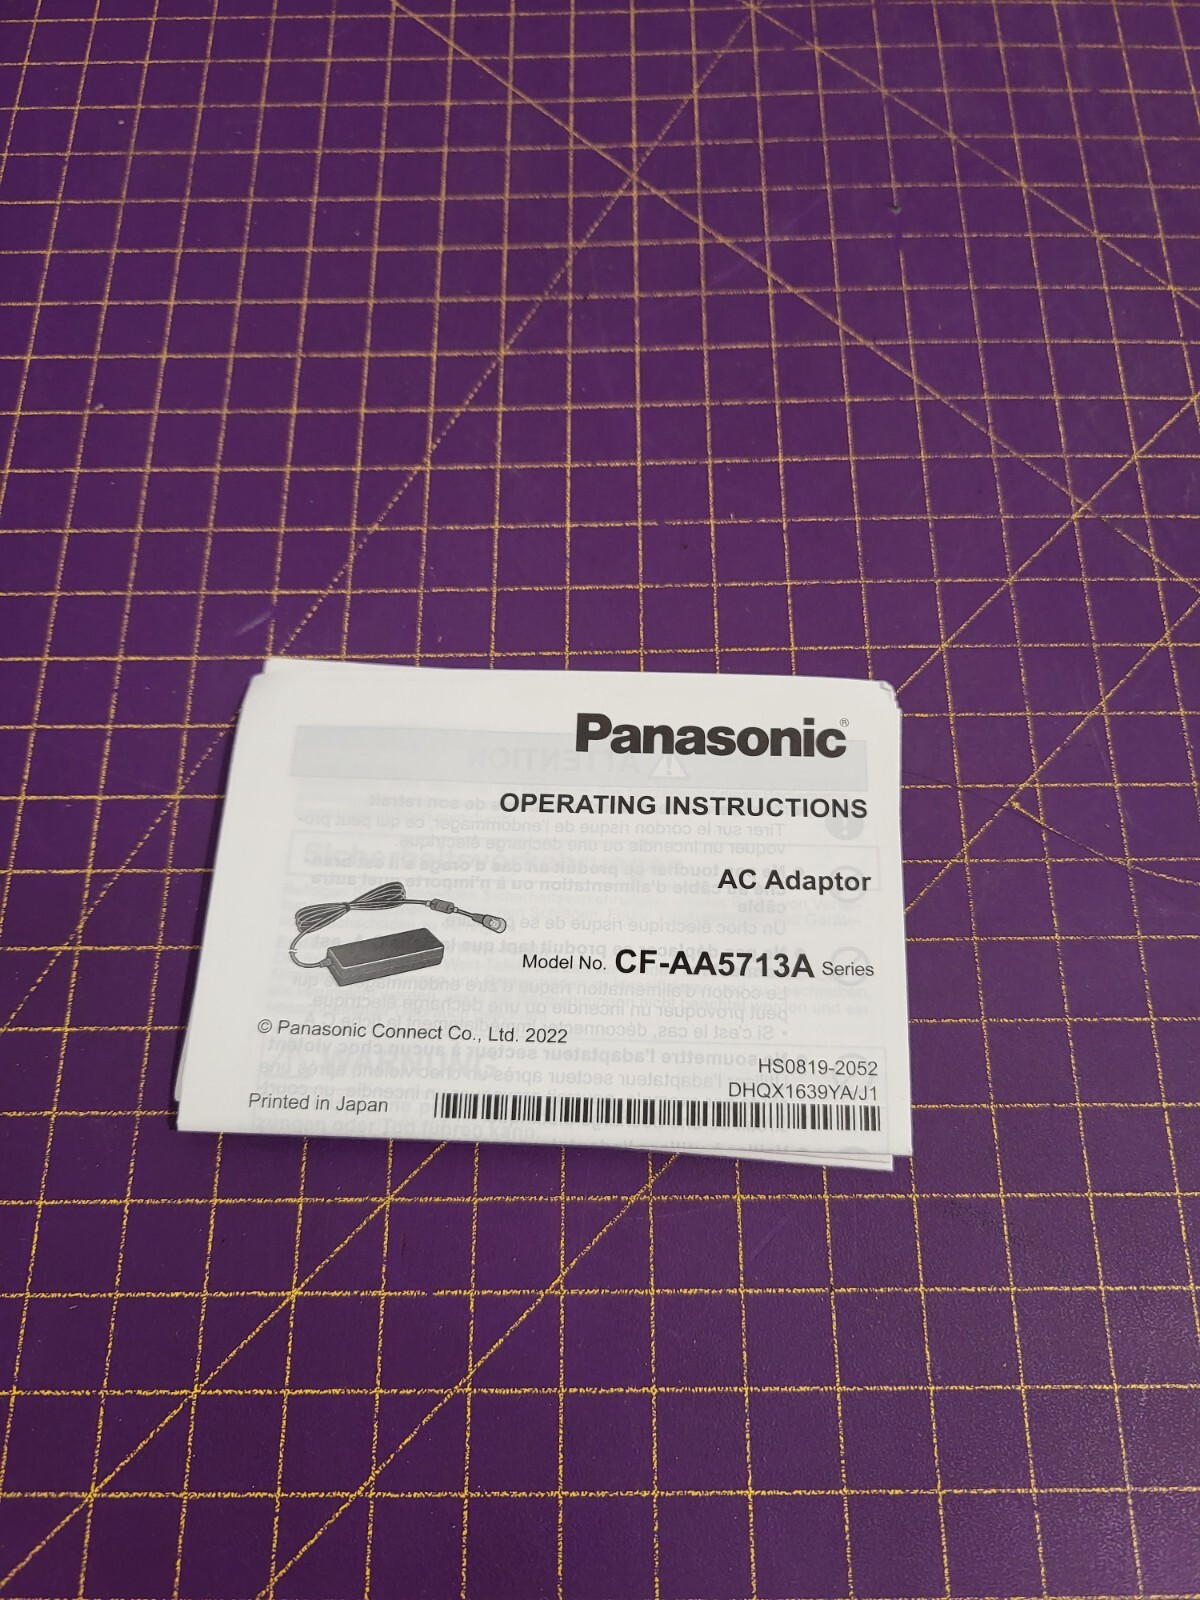 Panasonic®
OPERATING INSTRUCTIONS
AC Adaptor
Model No. CF-AA5713A Series
© Panasonic Connect Co., Ltd. 2022
HS0819-2052
DHQX1639YA/J1
Printed in Japan